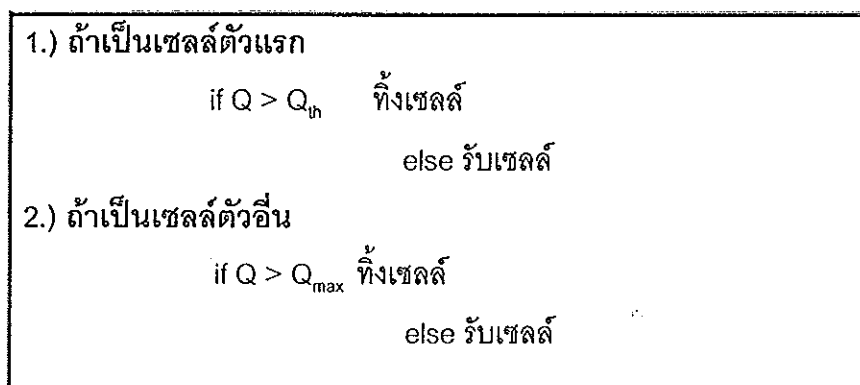 1.) ถ้าเป็นเซลล์ตัวแรก
if Q > Qth ทิ้งเซลล์
else รับเซลล์
2.) ถ้าเป็นเซลล์ตัวอื่น
if Q > Qmax ทิ้งเซลล์
else รับเซลล์